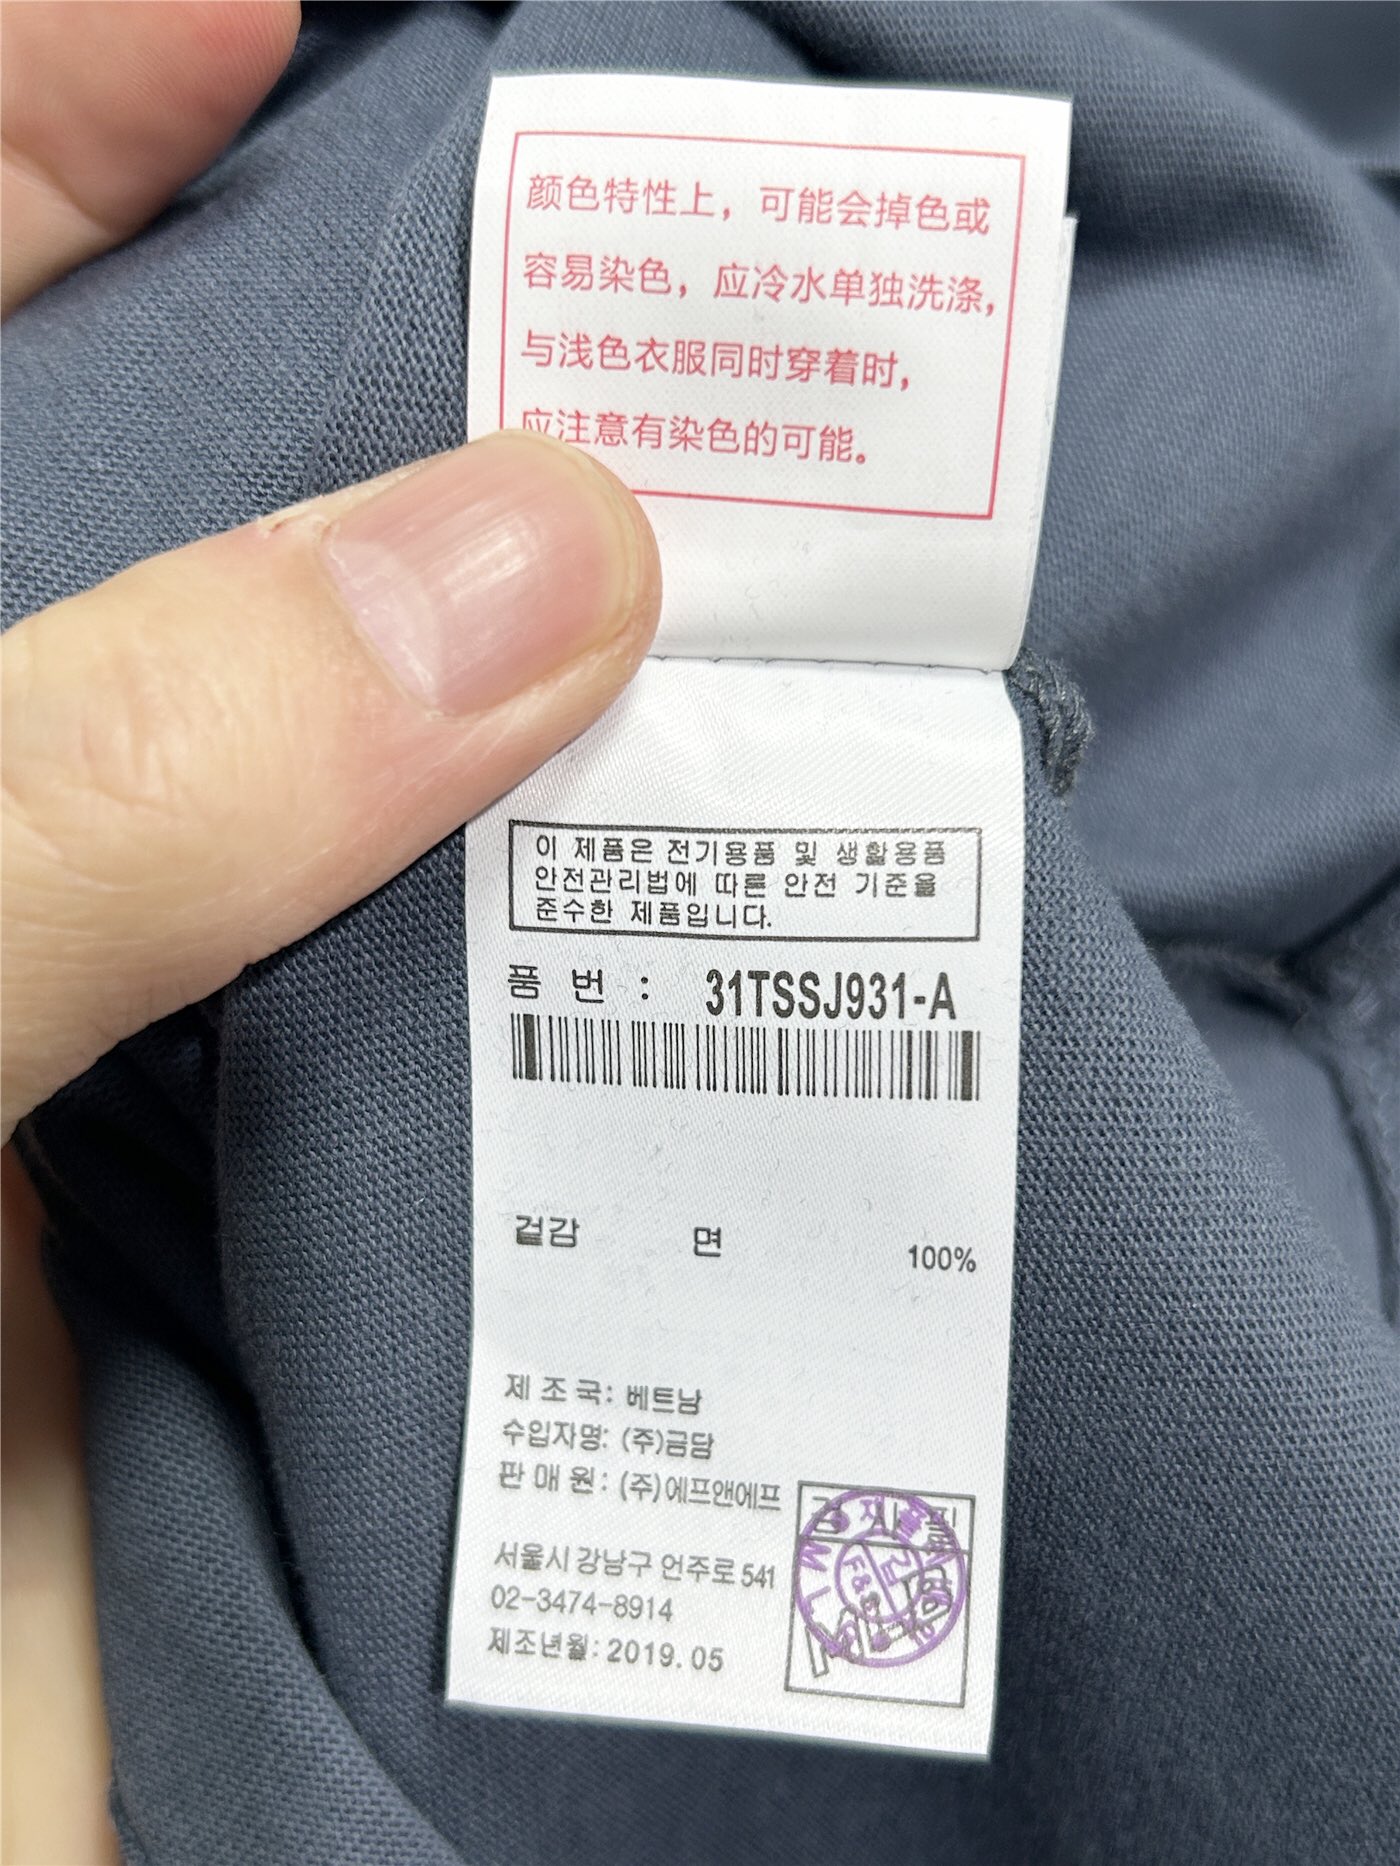 颜色特性上，可能会掉色或
容易染色，应冷水单独洗涤，
与浅色衣服同时穿着时，
应注意有染色的可能。
이 제품은 전기용품 및 생활용품
안전관리법에 따른 안전 기준을
준수한 제품입니다.
품 번 : 31TSSJ931-A
겉감 면 100%
제 조 국: 베트남
수입자명: (주)금담
판 매 원: (주)에프앤에프
서울시 강남구 언주로 541
02-3474-8914
제조년월: 2019. 05
검사필